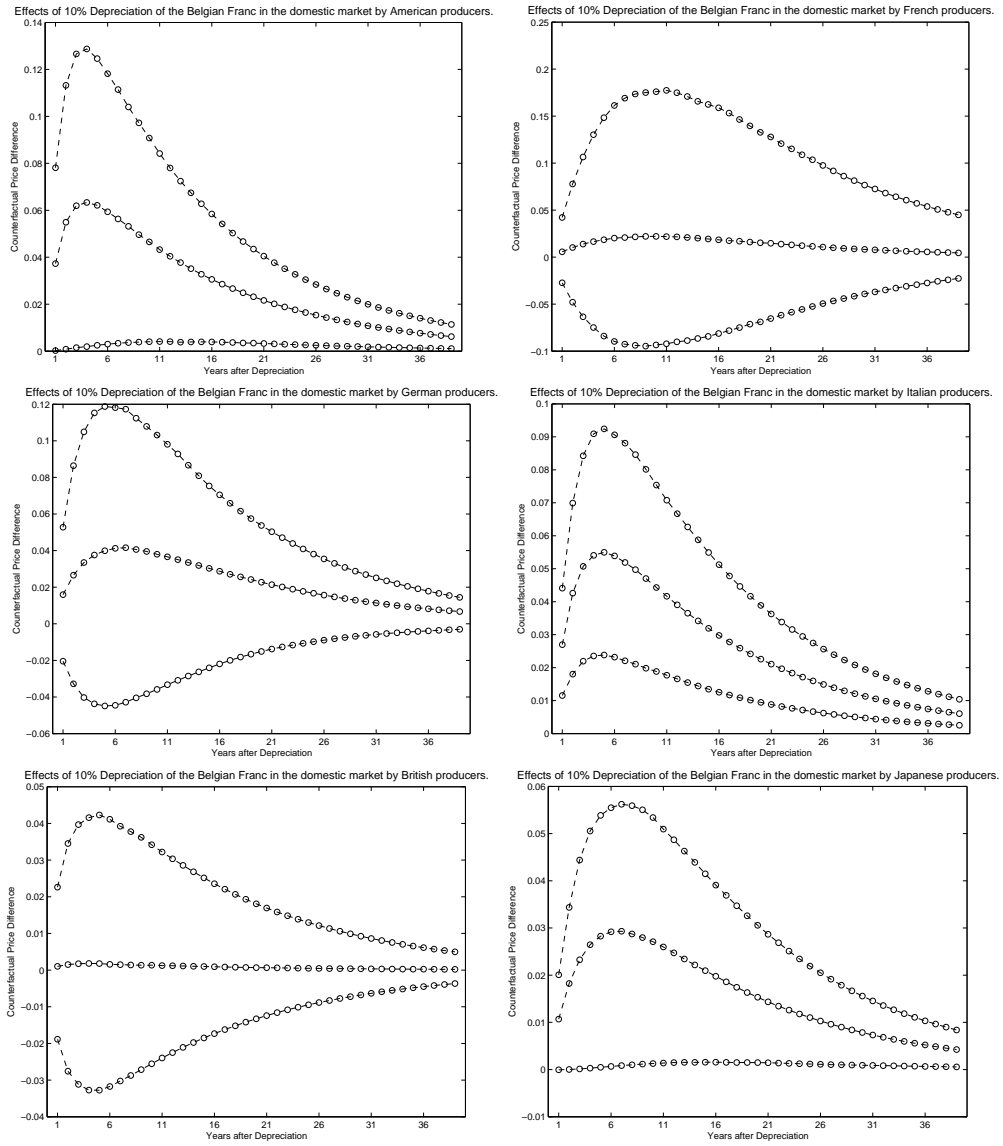 Effects of 10% Depreciation of the Belgian Franc in the domestic market by American producers.
0.14
0.12
0.1
0.08
0.06
0.04
0.02
0
Counterfactual Price Difference
1 6 11 16 21 26 31 36
Years after Depreciation
Effects of 10% Depreciation of the Belgian Franc in the domestic market by French producers.
0.25
0.2
0.15
0.1
0.05
0
−0.05
−0.1
Counterfactual Price Difference
1 6 11 16 21 26 31 36
Years after Depreciation
Effects of 10% Depreciation of the Belgian Franc in the domestic market by German producers.
0.12
0.1
0.08
0.06
0.04
0.02
0
−0.02
−0.04
−0.06
Counterfactual Price Difference
1 6 11 16 21 26 31 36
Years after Depreciation
Effects of 10% Depreciation of the Belgian Franc in the domestic market by Italian producers.
0.1
0.09
0.08
0.07
0.06
0.05
0.04
0.03
0.02
0.01
0
Counterfactual Price Difference
1 6 11 16 21 26 31 36
Years after Depreciation
Effects of 10% Depreciation of the Belgian Franc in the domestic market by British producers.
0.05
0.04
0.03
0.02
0.01
0
−0.01
−0.02
−0.03
−0.04
Counterfactual Price Difference
1 6 11 16 21 26 31 36
Years after Depreciation
Effects of 10% Depreciation of the Belgian Franc in the domestic market by Japanese producers.
0.06
0.05
0.04
0.03
0.02
0.01
0
−0.01
Counterfactual Price Difference
1 6 11 16 21 26 31 36
Years after Depreciation